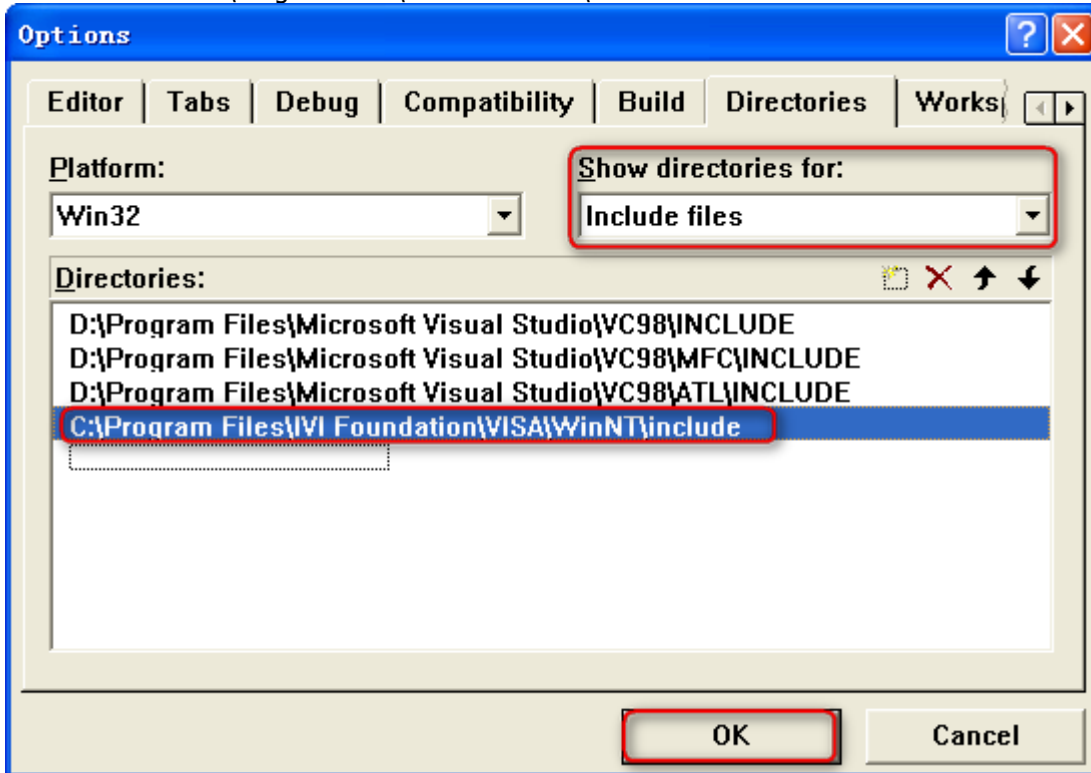 Options
Editor Tabs Debug Compatibility Build Directories Works
Platform: Show directories for:
Win32 Include files
Directories:
D:\Program Files\Microsoft Visual Studio\VC98\INCLUDE
D:\Program Files\Microsoft Visual Studio\VC98\MFC\INCLUDE
D:\Program Files\Microsoft Visual Studio\VC98\ATL\INCLUDE
C:\Program Files\IVI Foundation\VISA\WinNT\include
OK Cancel